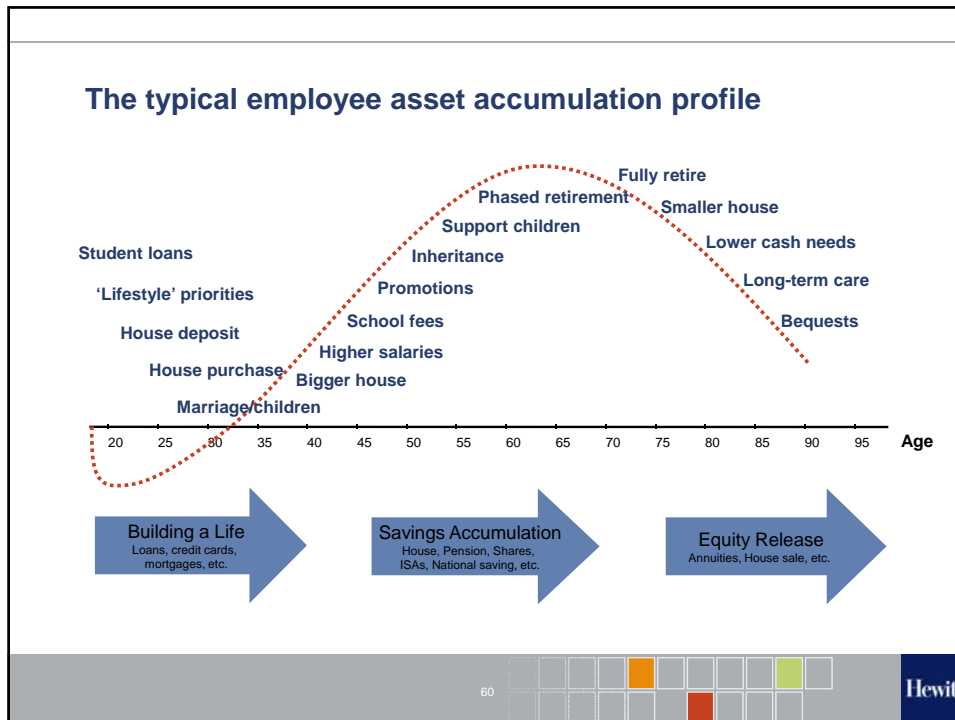 The typical employee asset accumulation profile
Fully retire
Phased retirement
Smaller house
Support children
Lower cash needs
Student loans
Inheritance
Long-term care
‘Lifestyle’ priorities
Promotions
School fees
Bequests
House deposit
Higher salaries
House purchase
Bigger house
Marriage/children
20 25 30 35 40 45 50 55 60 65 70 75 80 85 90 95 Age
Building a Life
Loans, credit cards,
mortgages, etc.
Savings Accumulation
House, Pension, Shares,
ISAs, National saving, etc.
Equity Release
Annuities, House sale, etc.
60
Hewit